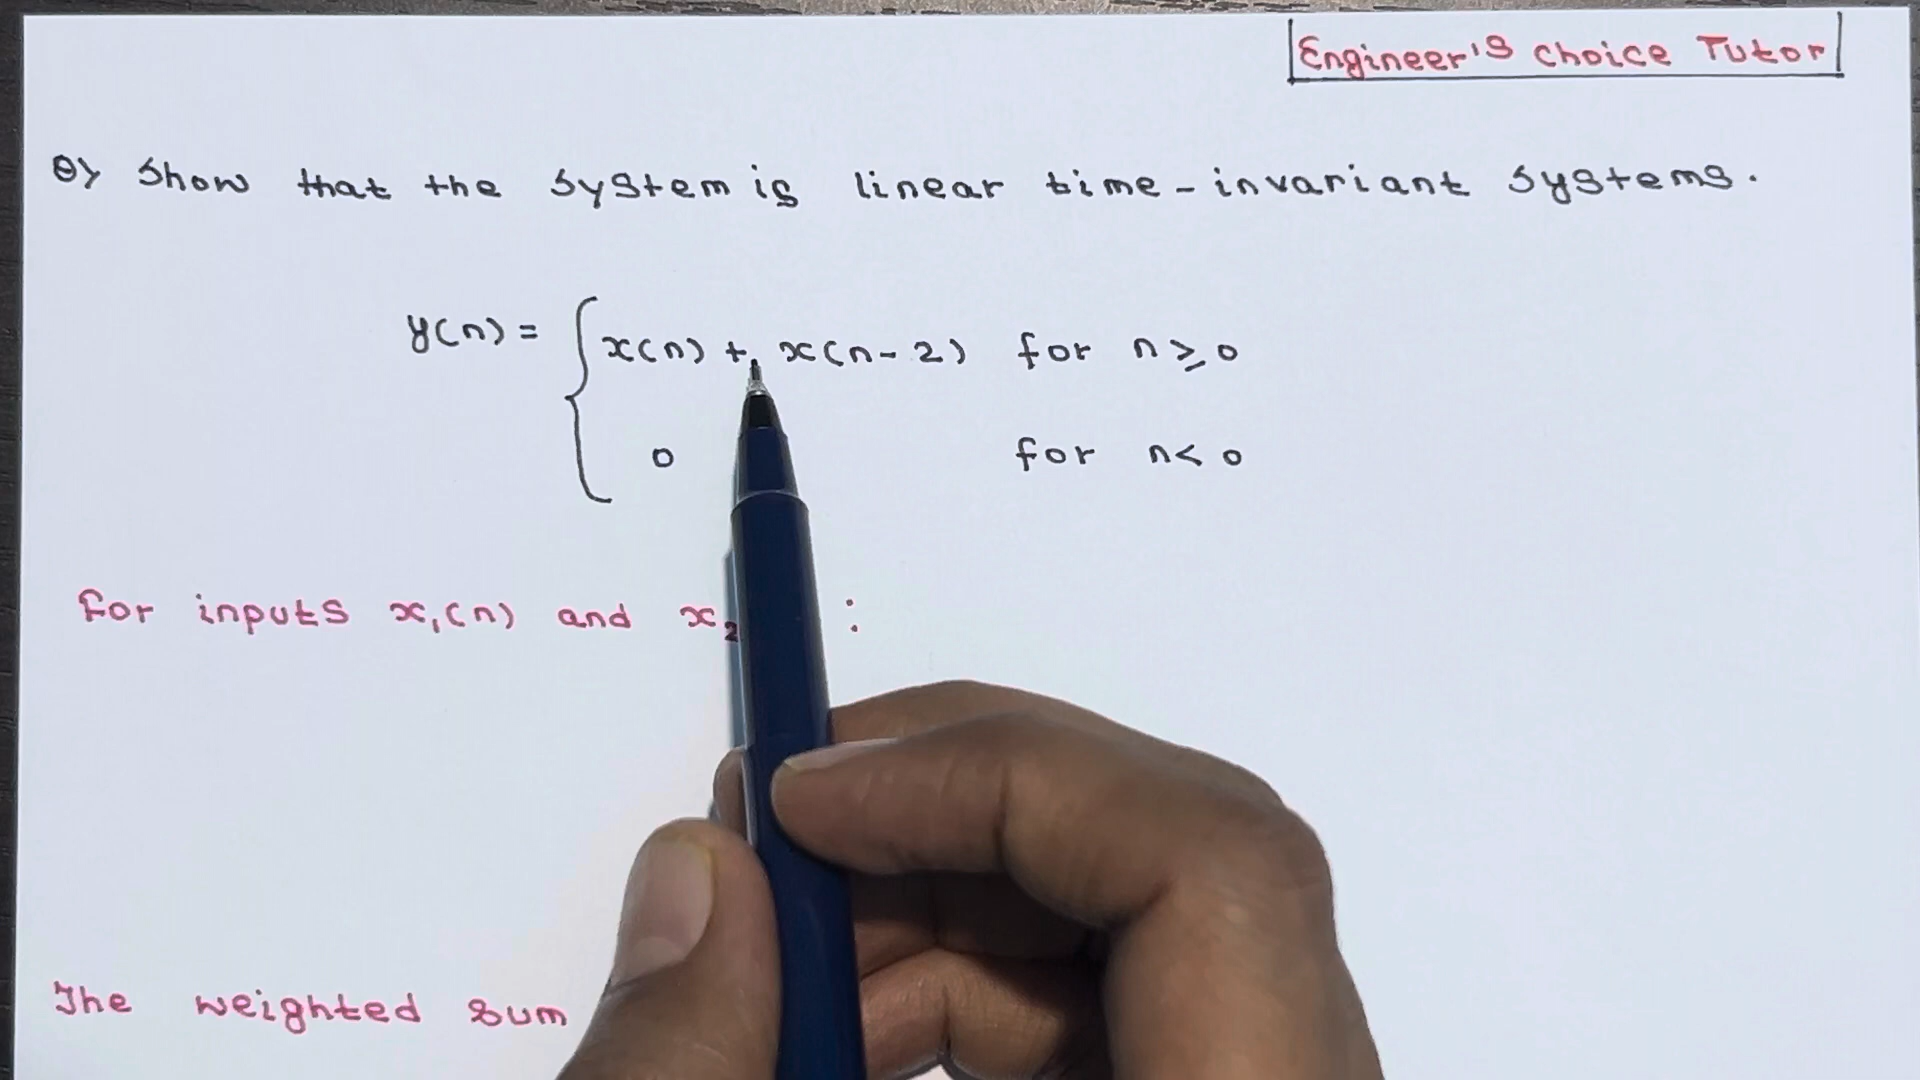 Engineer's Choice Tutor
Q) Show that the system is linear time-invariant systems.
y(n) = { x(n) + x(n-2) for n ≥ 0
0 for n < 0
For inputs x₁(n) and x₂ :
The weighted sum